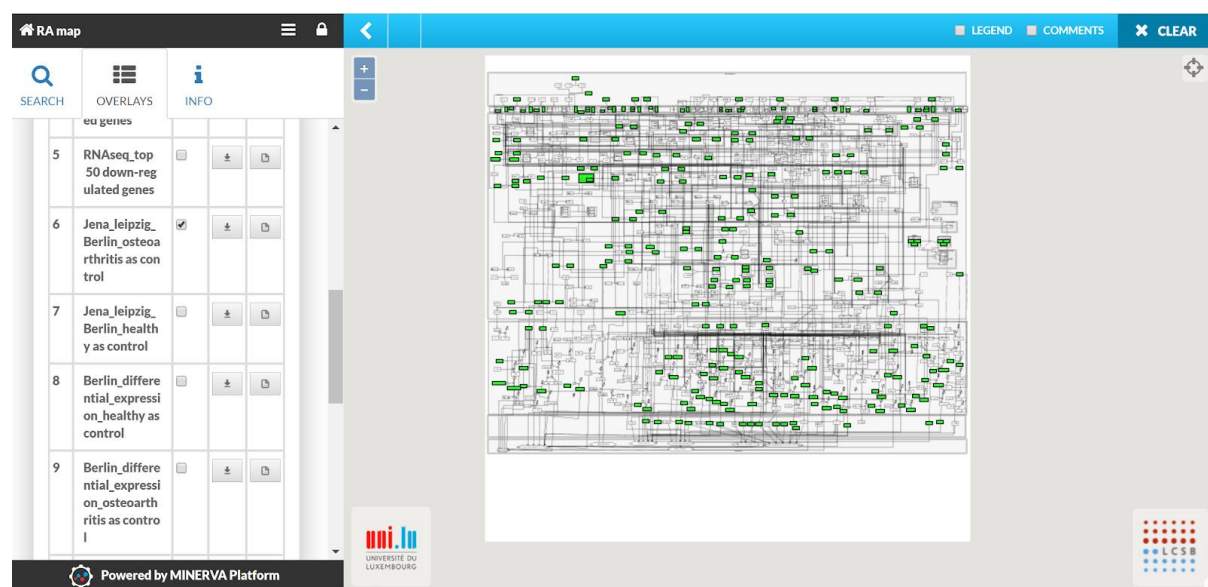 RA map
LEGEND
COMMENTS
CLEAR
SEARCH
OVERLAYS
INFO
ed genes
5
RNAseq_top
50 down-reg
ulated genes
6
Jena_leipzig_
Berlin_osteoa
rthritis as con
trol
7
Jena_leipzig_
Berlin_health
y as control
8
Berlin_differe
ntial_expressi
on_healthy as
control
9
Berlin_differe
ntial_expressi
on_osteoarth
ritis as contro
l
Powered by MINERVA Platform
uni.lu
UNIVERSITÉ DU
LUXEMBOURG
LCSB